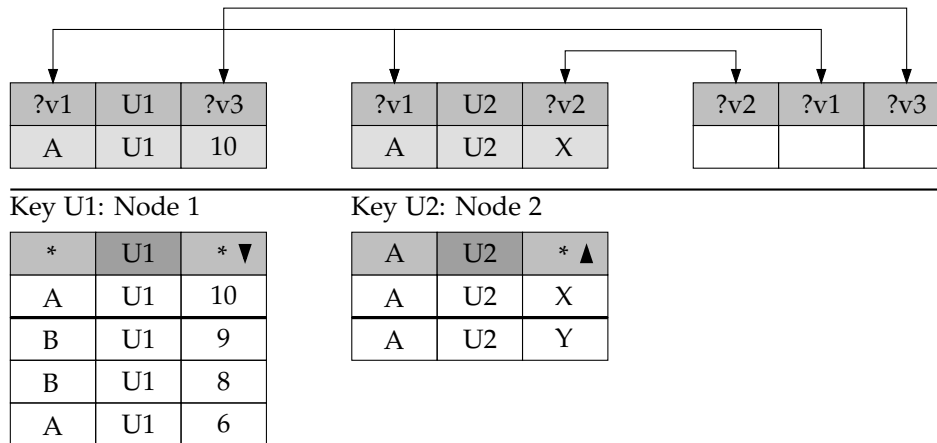 ?v1 U1 ?v3 ?v1 U2 ?v2 ?v2 ?v1 ?v3
A U1 10 A U2 X
Key U1: Node 1 Key U2: Node 2
* U1 * ▼ A U2 * ▲
A U1 10 A U2 X
B U1 9 A U2 Y
B U1 8
A U1 6